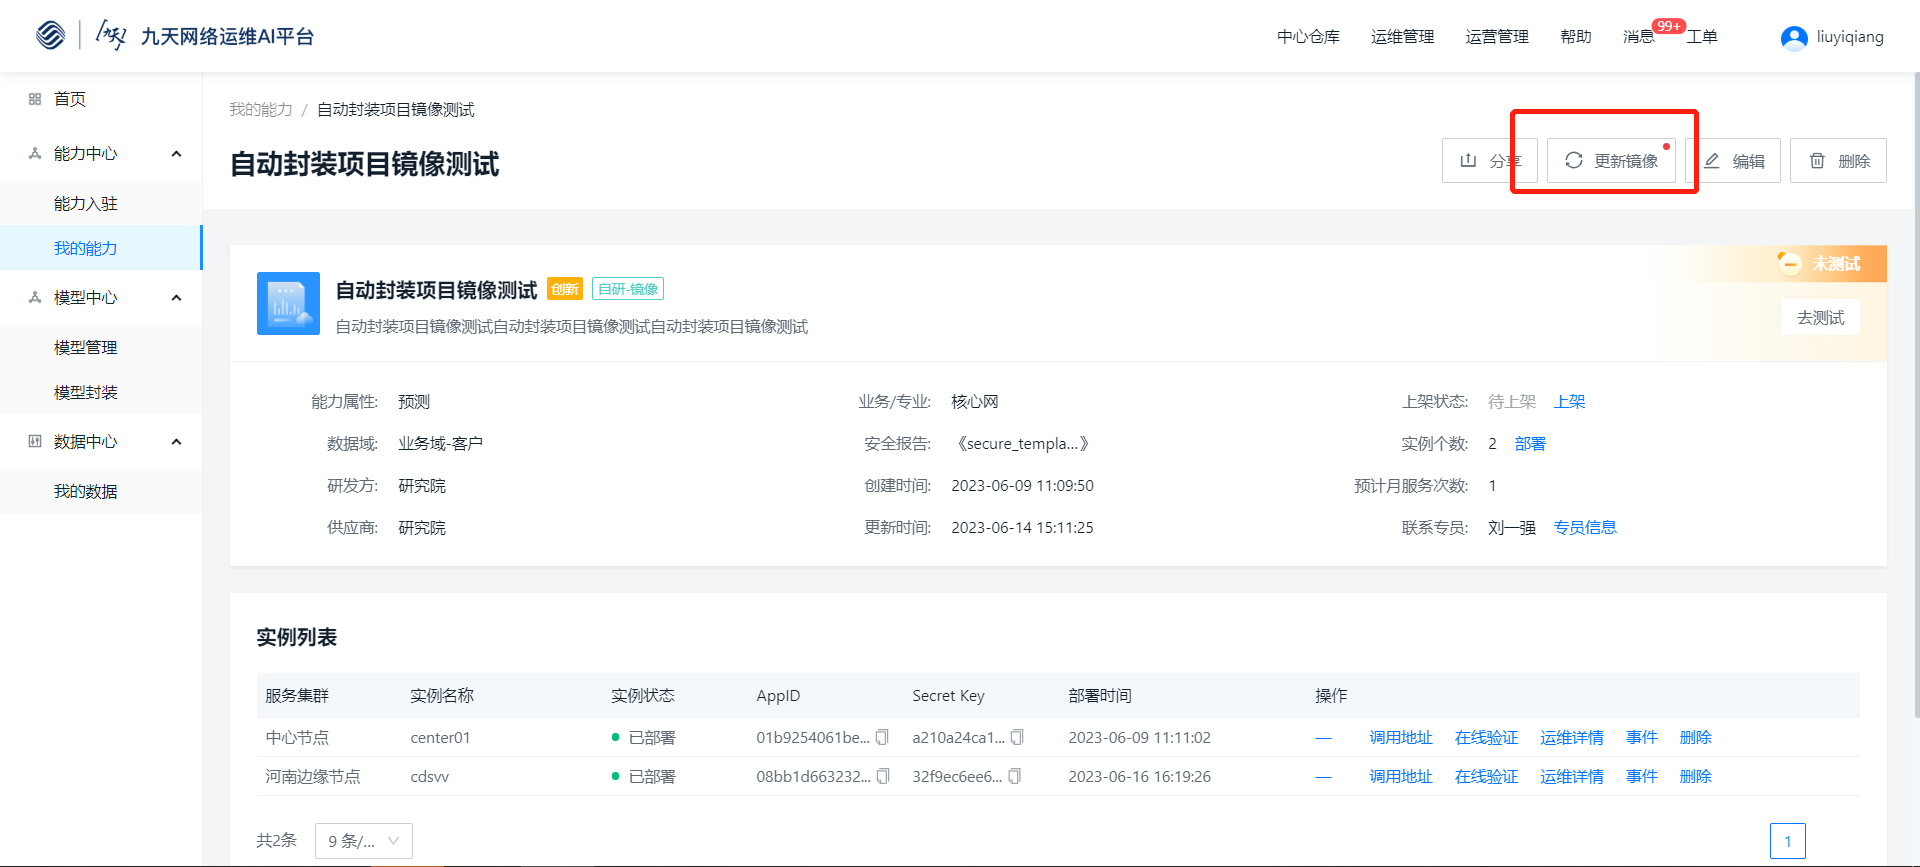 九天 九天网络运维AI平台
中心仓库 运维管理 运营管理 帮助 消息 99+ 工单 liuyiqiang
首页
能力中心
能力入驻
我的能力
模型中心
模型管理
模型封装
数据中心
我的数据
我的能力 / 自动封装项目镜像测试
自动封装项目镜像测试
分享 更新镜像 编辑 删除
自动封装项目镜像测试 创新 自研-镜像
自动封装项目镜像测试自动封装项目镜像测试自动封装项目镜像测试
未测试
去测试
能力属性: 预测 业务/专业: 核心网 上架状态: 待上架 上架
数据域: 业务域-客户 安全报告: 《secure_templa...》 实例个数: 2 部署
研发方: 研究院 创建时间: 2023-06-09 11:09:50 预计月服务次数: 1
供应商: 研究院 更新时间: 2023-06-14 15:11:25 联系专员: 刘一强 专员信息
实例列表
服务集群 实例名称 实例状态 AppID Secret Key 部署时间 操作
中心节点 center01 已部署 01b9254061be... a210a24ca1... 2023-06-09 11:11:02 — 调用地址 在线验证 运维详情 事件 删除
河南边缘节点 cdsvv 已部署 08bb1d663232... 32f9ec6ee6... 2023-06-16 16:19:26 — 调用地址 在线验证 运维详情 事件 删除
共2条 9 条/... 1